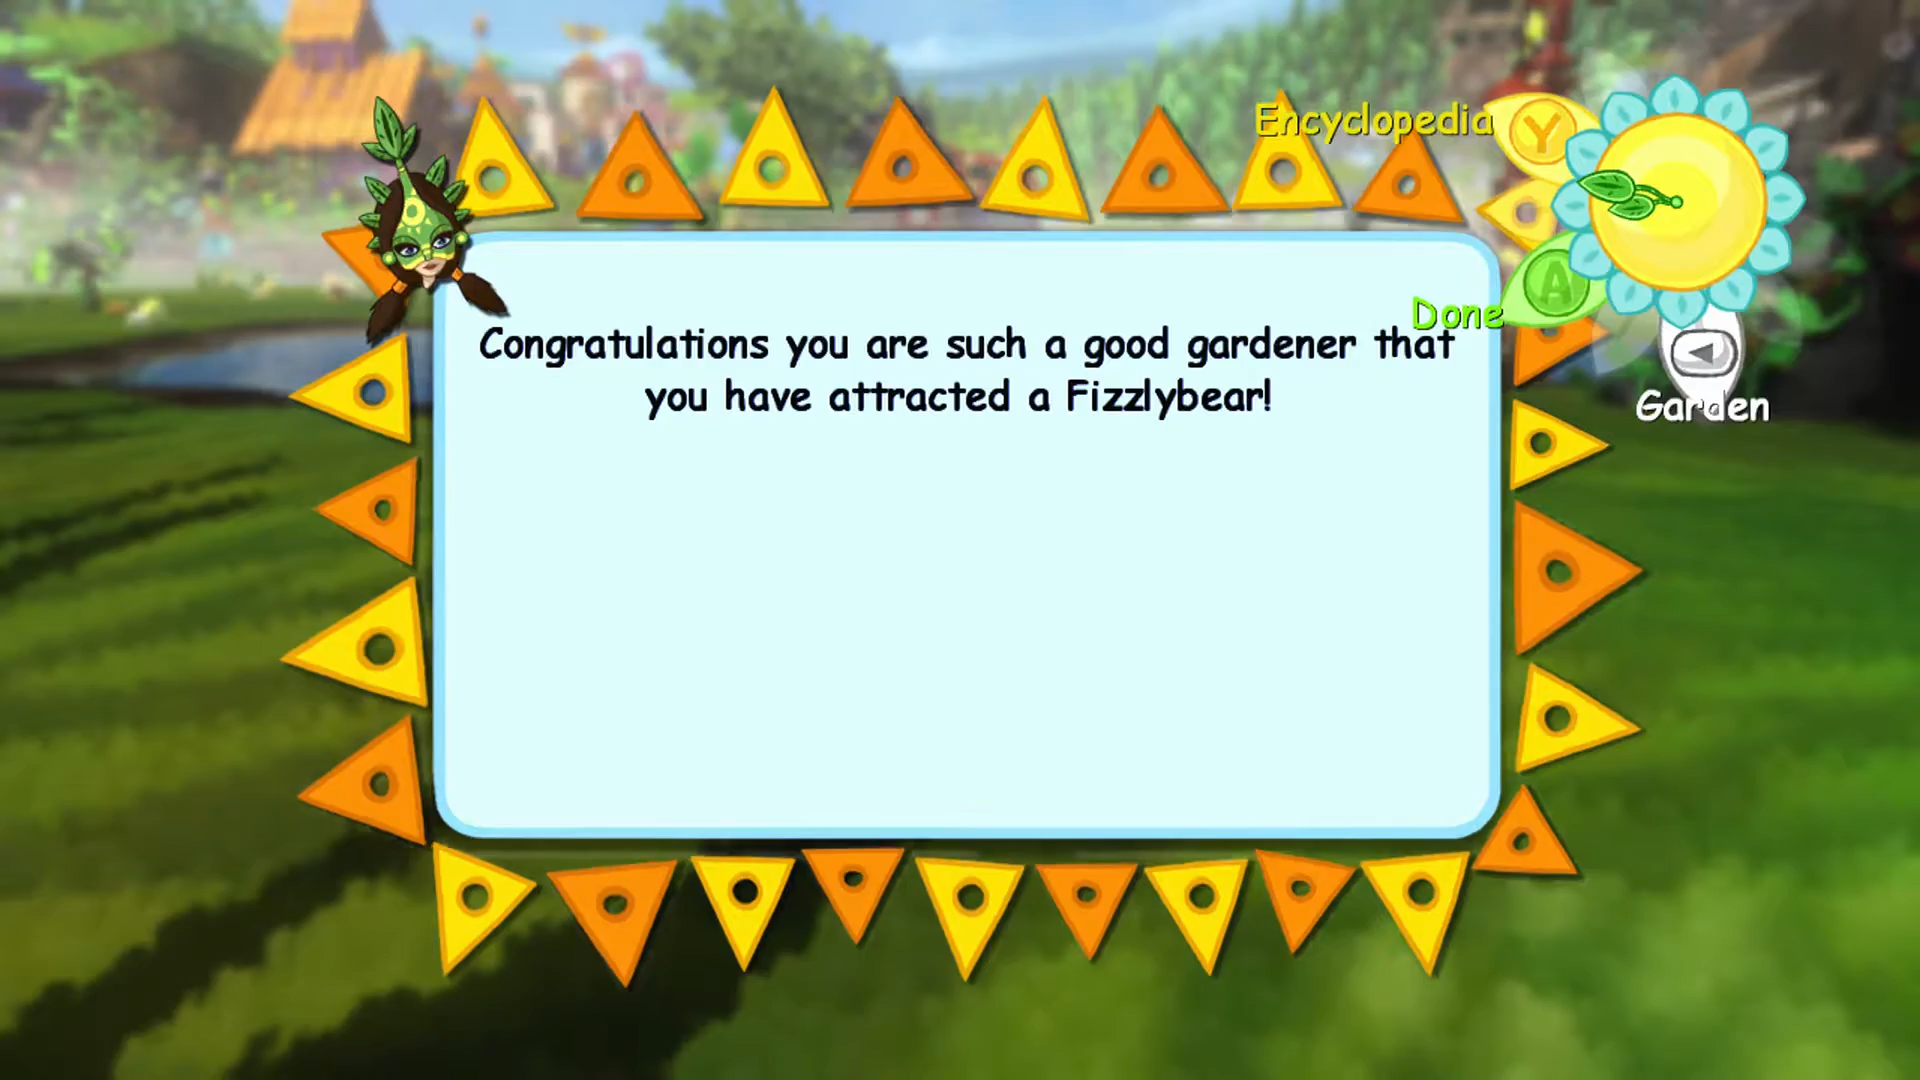 Encyclopedia
Y
A
Done
Congratulations you are such a good gardener that
you have attracted a Fizzlybear!
Garden